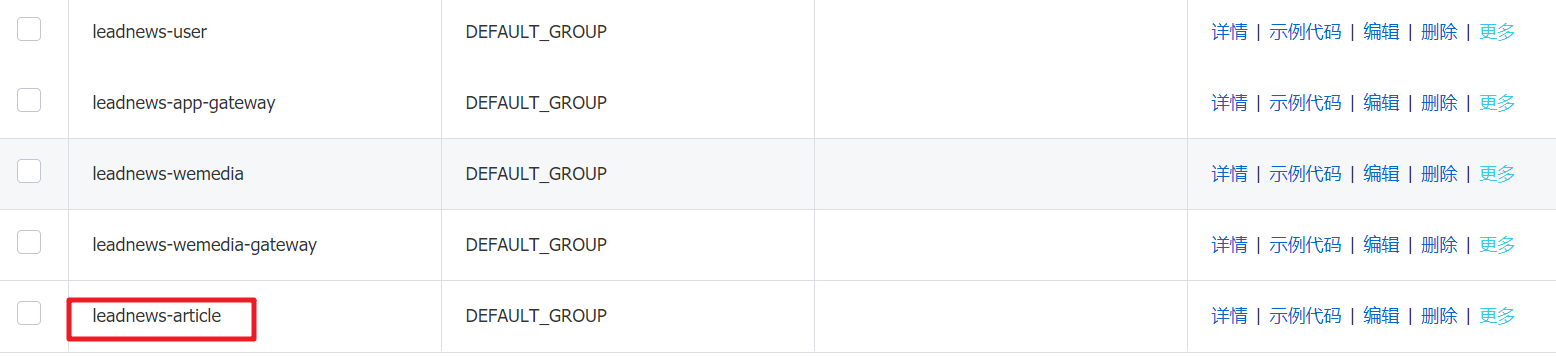 leadnews-user DEFAULT_GROUP 详情 | 示例代码 | 编辑 | 删除 | 更多
leadnews-app-gateway DEFAULT_GROUP 详情 | 示例代码 | 编辑 | 删除 | 更多
leadnews-wemedia DEFAULT_GROUP 详情 | 示例代码 | 编辑 | 删除 | 更多
leadnews-wemedia-gateway DEFAULT_GROUP 详情 | 示例代码 | 编辑 | 删除 | 更多
leadnews-article DEFAULT_GROUP 详情 | 示例代码 | 编辑 | 删除 | 更多